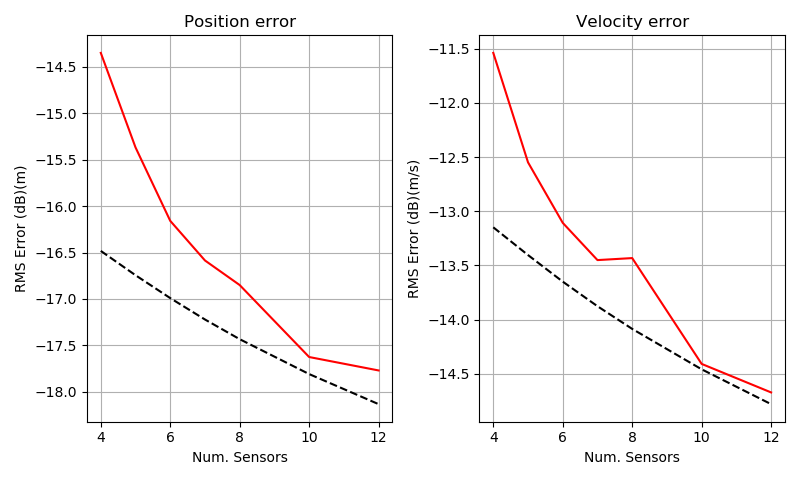 Position error
RMS Error (dB)(m)
−14.5
−15.0
−15.5
−16.0
−16.5
−17.0
−17.5
−18.0
4 6 8 10 12
Num. Sensors
Velocity error
RMS Error (dB)(m/s)
−11.5
−12.0
−12.5
−13.0
−13.5
−14.0
−14.5
4 6 8 10 12
Num. Sensors